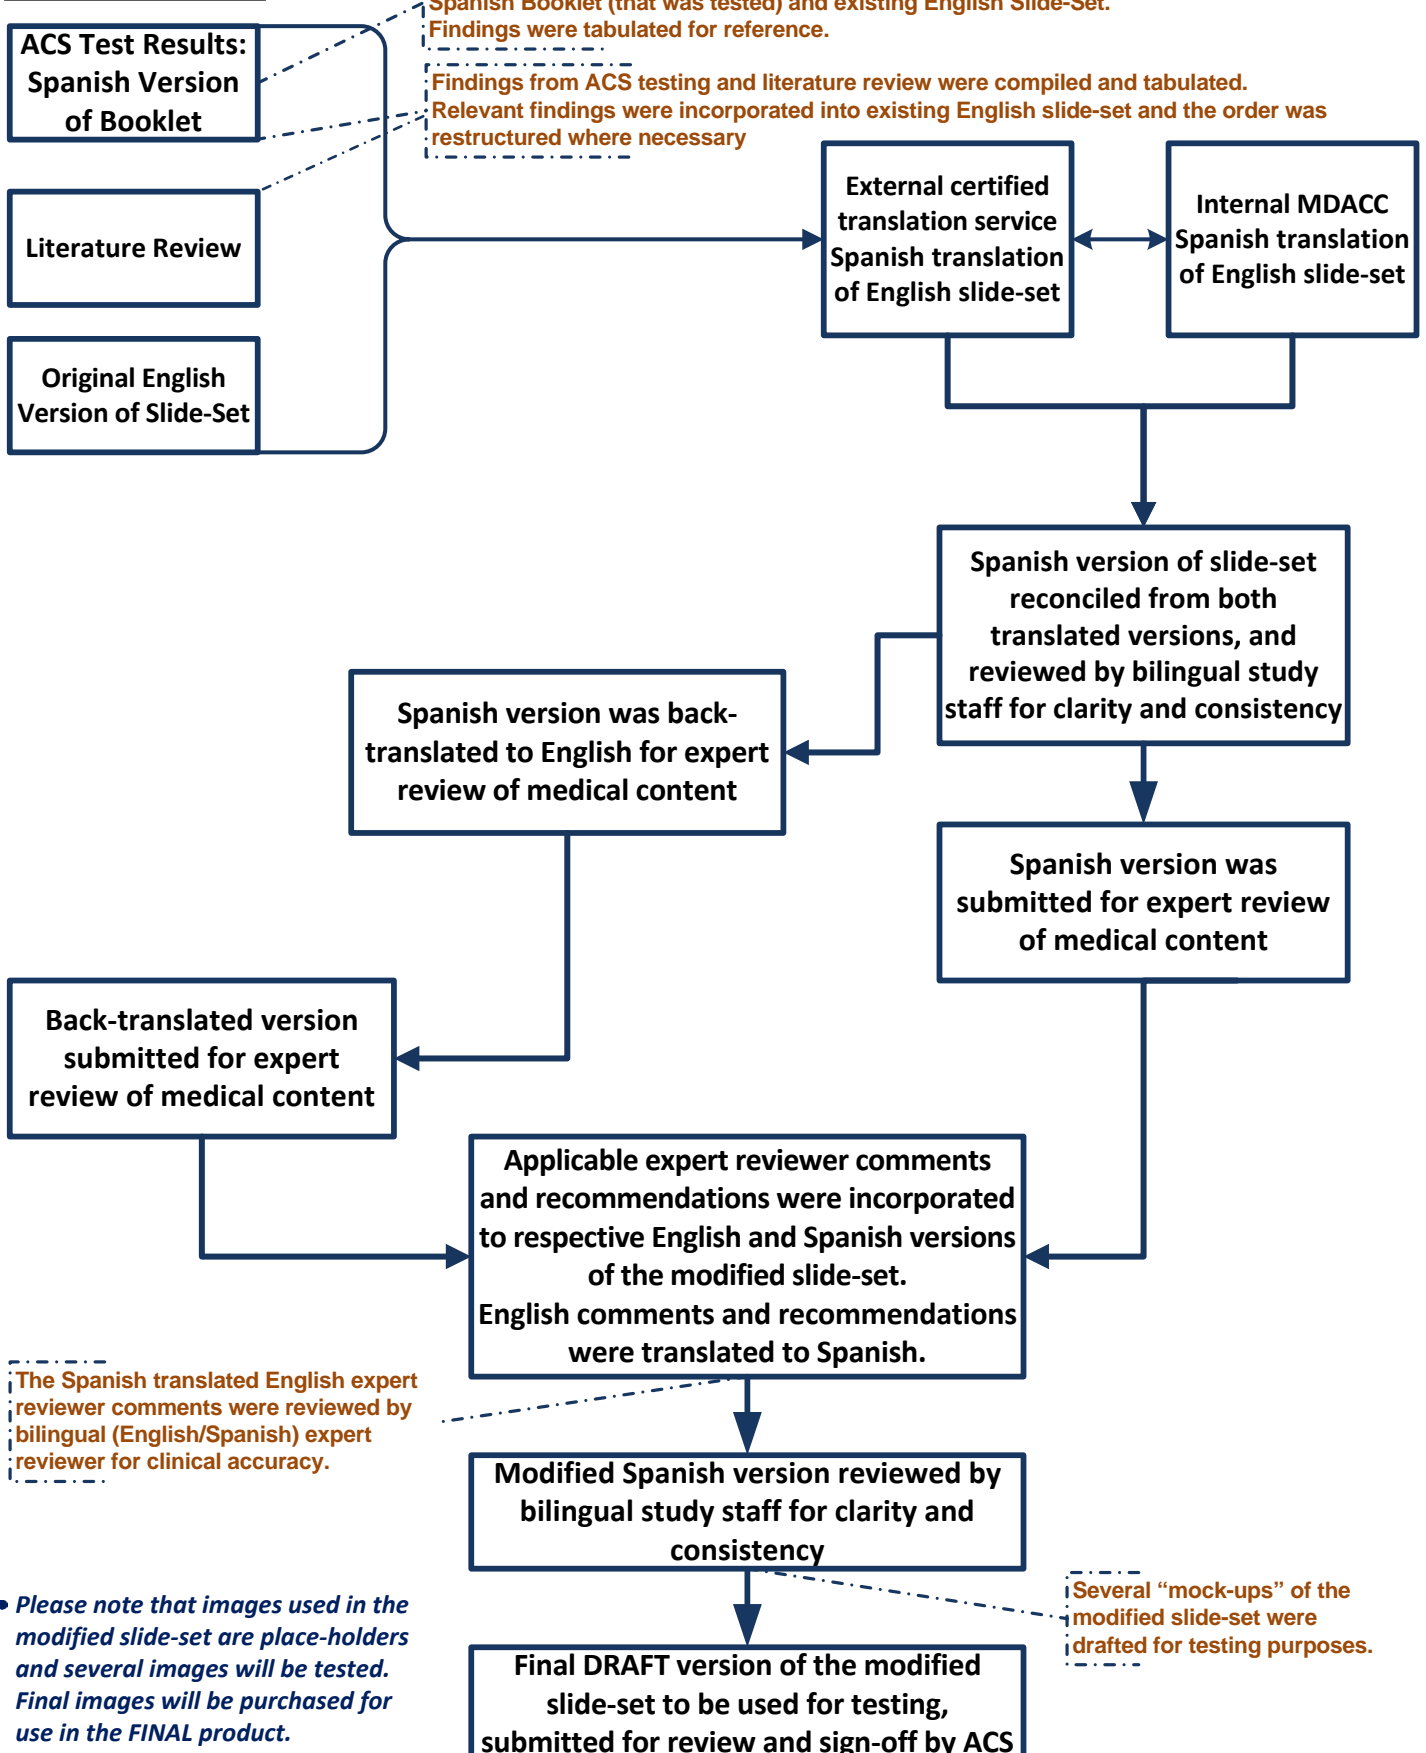 Spanish Booklet (that was tested) and existing English Slide-Set.
Findings were tabulated for reference.
ACS Test Results:
Spanish Version
of Booklet
Findings from ACS testing and literature review were compiled and tabulated.
Relevant findings were incorporated into existing English slide-set and the order was
restructured where necessary
Literature Review
Original English
Version of Slide-Set
External certified
translation service
Spanish translation
of English slide-set
Internal MDACC
Spanish translation
of English slide-set
Spanish version of slide-set
reconciled from both
translated versions, and
reviewed by bilingual study
staff for clarity and consistency
Spanish version was back-
translated to English for expert
review of medical content
Spanish version was
submitted for expert review
of medical content
Back-translated version
submitted for expert
review of medical content
Applicable expert reviewer comments
and recommendations were incorporated
to respective English and Spanish versions
of the modified slide-set.
English comments and recommendations
were translated to Spanish.
The Spanish translated English expert
reviewer comments were reviewed by
bilingual (English/Spanish) expert
reviewer for clinical accuracy.
Modified Spanish version reviewed by
bilingual study staff for clarity and
consistency
Several “mock-ups” of the
modified slide-set were
drafted for testing purposes.
• Please note that images used in the
modified slide-set are place-holders
and several images will be tested.
Final images will be purchased for
use in the FINAL product.
Final DRAFT version of the modified
slide-set to be used for testing,
submitted for review and sign-off by ACS